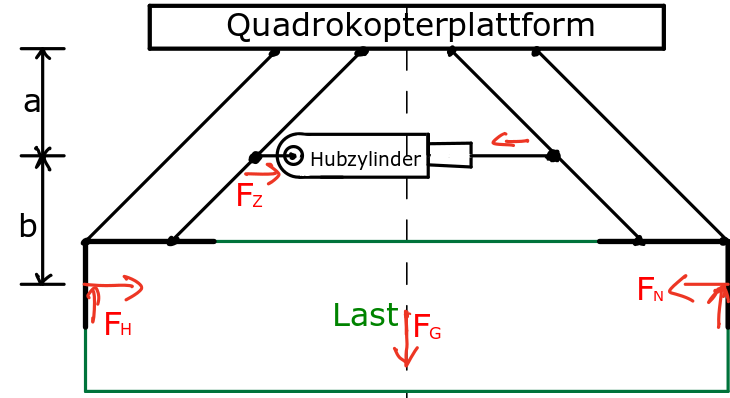 Quadrokopterplattform
a
Hubzylinder
F_Z
b
F_N
F_H
Last
F_G